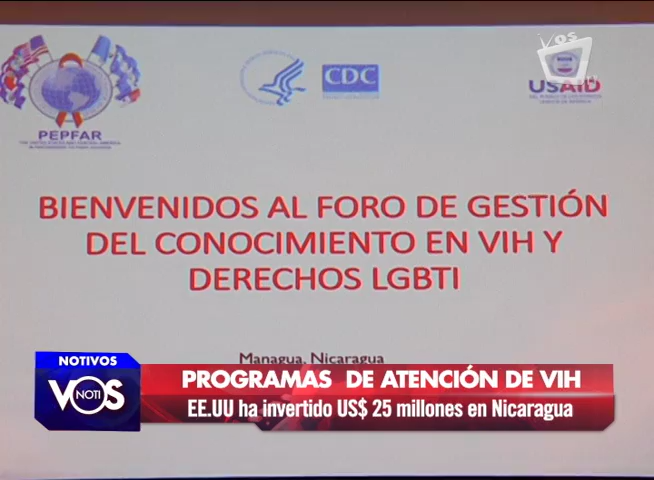 VOS
TV
PEPFAR
CDC
USAID
BIENVENIDOS AL FORO DE GESTIÓN
DEL CONOCIMIENTO EN VIH Y
DERECHOS LGBTI
Managua, Nicaragua
NOTIVOS
VOS
NOTI
PROGRAMAS DE ATENCIÓN DE VIH
EE.UU ha invertido US$ 25 millones en Nicaragua